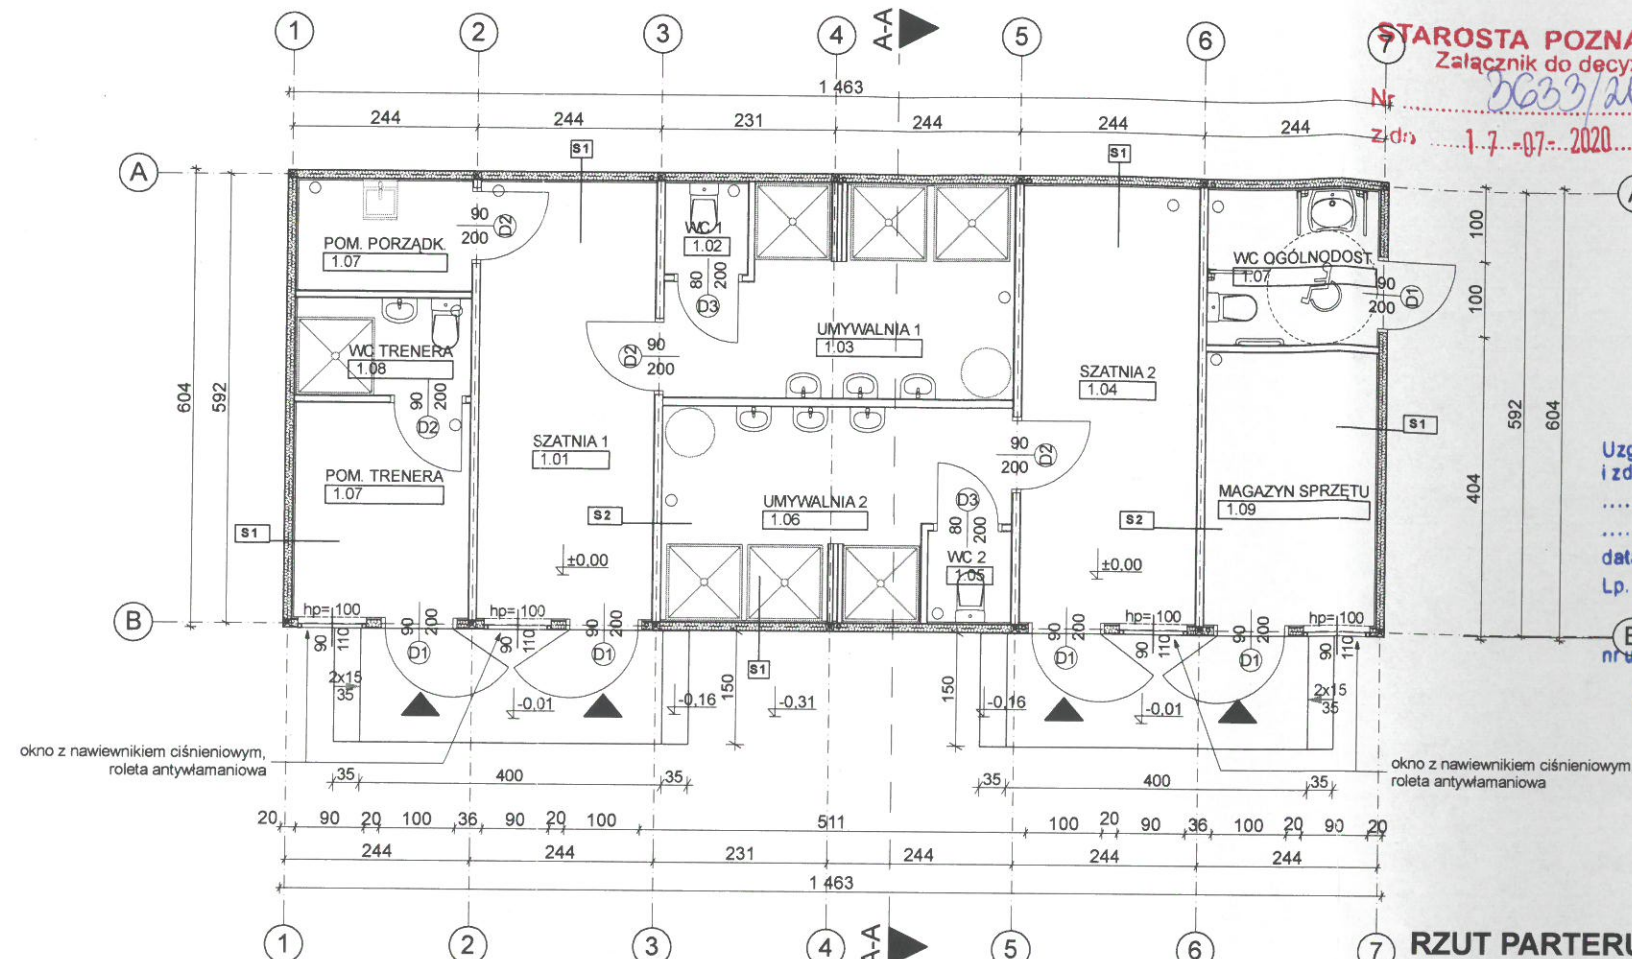 1 2 3 4 A-A 5 6 7
STAROSTA POZNA
Załącznik do decyz
Nr 3633/20
z dn. 17-07-2020
1 463
244 244 231 244 244 244
S1 S1
A
A
90
200
D2
POM. PORZĄDK.
1.07
WC 1
1.02
80
200
D3
WC OGÓLNODOST.
1.07
90
200
D1
100
100
404
592
604
604
592
WC TRENERA
1.08
90
200
D2
90
200
D2
UMYWALNIA 1
1.03
SZATNIA 2
1.04
S1
SZATNIA 1
1.01
90
200
D2
POM. TRENERA
1.07
UMYWALNIA 2
1.06
MAGAZYN SPRZĘTU
1.09
S1
S2
D3
80
200
S2
WC 2
1.05
±0,00
±0,00
Uzg
i zd
data
Lp.
nr u
B
B
hp=100
90
110
90
200
D1
hp=100
90
110
90
200
D1
S1
90
200
D1
hp=100
90
110
90
200
D1
hp=100
90
110
2x15
35
-0,01
-0,16
150
-0,31
150
-0,16
-0,01
2x15
35
okno z nawiewnikiem ciśnieniowym,
roleta antywłamaniowa
okno z nawiewnikiem ciśnieniowym
roleta antywłamaniowa
35 400 35 35 400 35
20 90 20 100 36 90 20 100 511 100 20 90 36 100 20 90 20
244 244 231 244 244 244
1 463
1 2 3 4 A-A 5 6 7
RZUT PARTERU